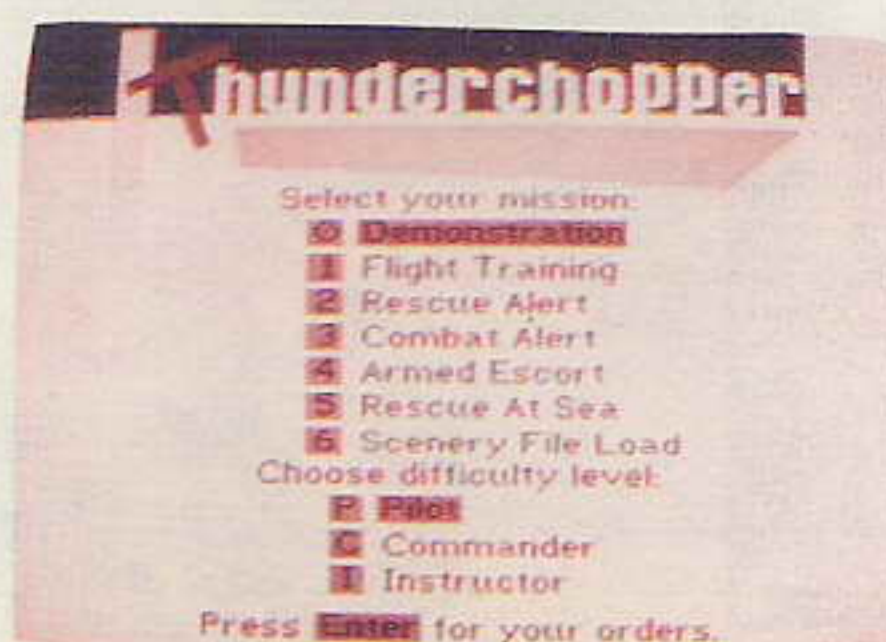 Thunderchopper
Select your mission:
0 Demonstration
1 Flight Training
2 Rescue Alert
3 Combat Alert
4 Armed Escort
5 Rescue At Sea
6 Scenery File Load
Choose difficulty level:
P Pilot
C Commander
I Instructor
Press Enter for your orders.